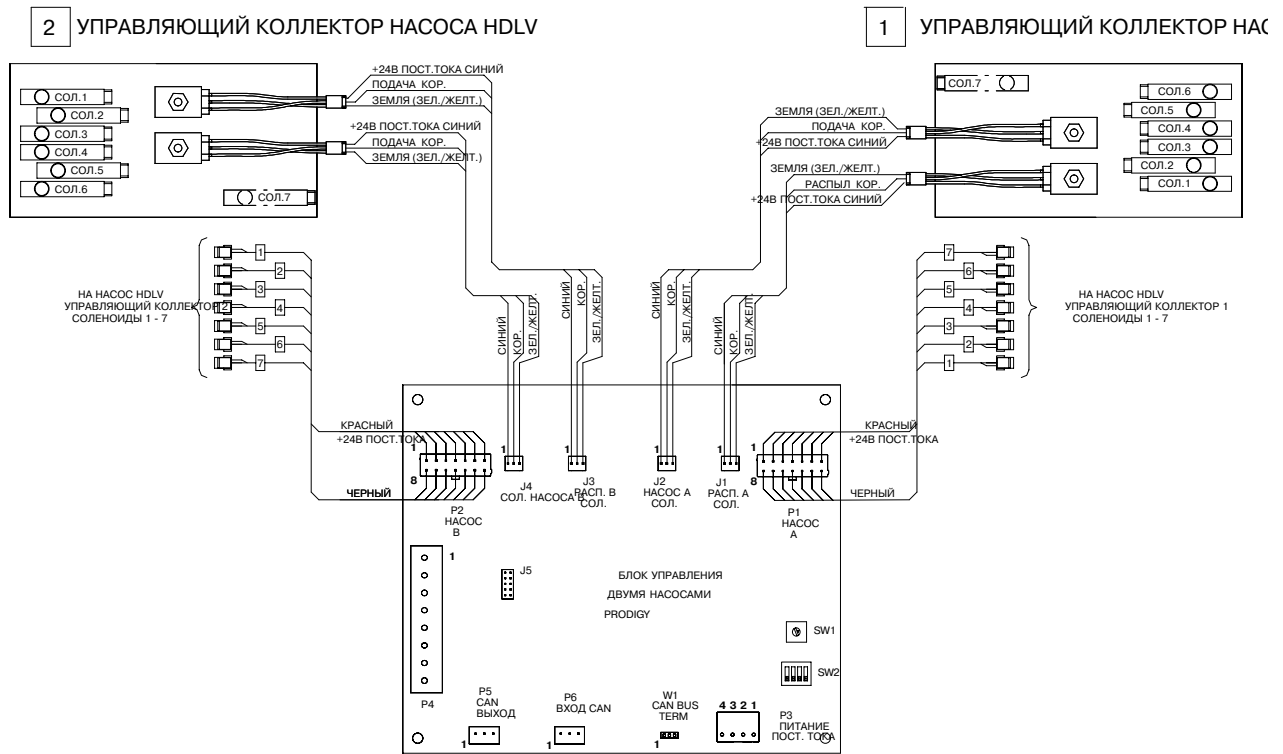 2 УПРАВЛЯЮЩИЙ КОЛЛЕКТОР НАСОСА HDLV
1 УПРАВЛЯЮЩИЙ КОЛЛЕКТОР
СОЛ.1
СОЛ.2
СОЛ.3
СОЛ.4
СОЛ.5
СОЛ.6
СОЛ.7
+24В ПОСТ.ТОКА СИНИЙ
ПОДАЧА КОР.
ЗЕМЛЯ (ЗЕЛ./ЖЕЛТ.)
+24В ПОСТ.ТОКА СИНИЙ
ПОДАЧА КОР.
ЗЕМЛЯ (ЗЕЛ./ЖЕЛТ.)
ЗЕМЛЯ (ЗЕЛ./ЖЕЛТ.)
ПОДАЧА КОР.
+24В ПОСТ.ТОКА СИНИЙ
ЗЕМЛЯ (ЗЕЛ./ЖЕЛТ.)
РАСПЫЛ КОР.
+24В ПОСТ.ТОКА СИНИЙ
СОЛ.7
СОЛ.6
СОЛ.5
СОЛ.4
СОЛ.3
СОЛ.2
СОЛ.1
1
2
3
4
5
6
7
НА НАСОС HDLV
УПРАВЛЯЮЩИЙ КОЛЛЕКТОР 2
СОЛЕНОИДЫ 1 - 7
7
6
5
4
3
2
1
НА НАСОС HDLV
УПРАВЛЯЮЩИЙ КОЛЛЕКТОР 1
СОЛЕНОИДЫ 1 - 7
СИНИЙ
КОР.
ЗЕЛ./ЖЕЛТ.
СИНИЙ
КОР.
ЗЕЛ./ЖЕЛТ.
СИНИЙ
КОР.
ЗЕЛ./ЖЕЛТ.
СИНИЙ
КОР.
ЗЕЛ./ЖЕЛТ.
КРАСНЫЙ
+24В ПОСТ.ТОКА
ЧЕРНЫЙ
КРАСНЫЙ
+24В ПОСТ.ТОКА
ЧЕРНЫЙ
1
8
P2
НАСОС
В
1
J4
СОЛ. НАСОСА В
1
J3
РАСП. В
СОЛ.
1
J2
НАСОС А
СОЛ.
1
J1
РАСП. А
СОЛ.
1
8
P1
НАСОС
А
1
P4
J5
БЛОК УПРАВЛЕНИЯ
ДВУМЯ НАСОСАМИ
PRODIGY
SW1
SW2
P5
CAN
ВЫХОД
1
P6
ВХОД CAN
1
W1
CAN BUS
TERM
1
4 3 2 1
P3
ПИТАНИЕ
ПОСТ. ТОКА